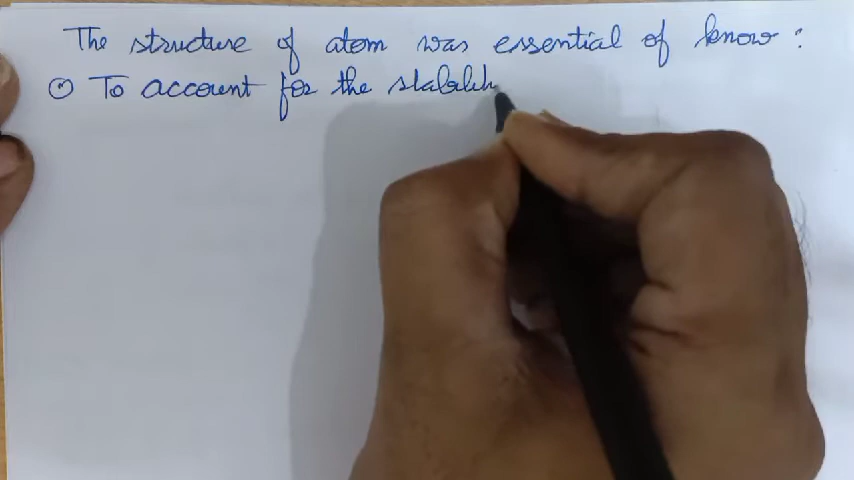 The structure of atom was essential of know :
⊙ To account for the